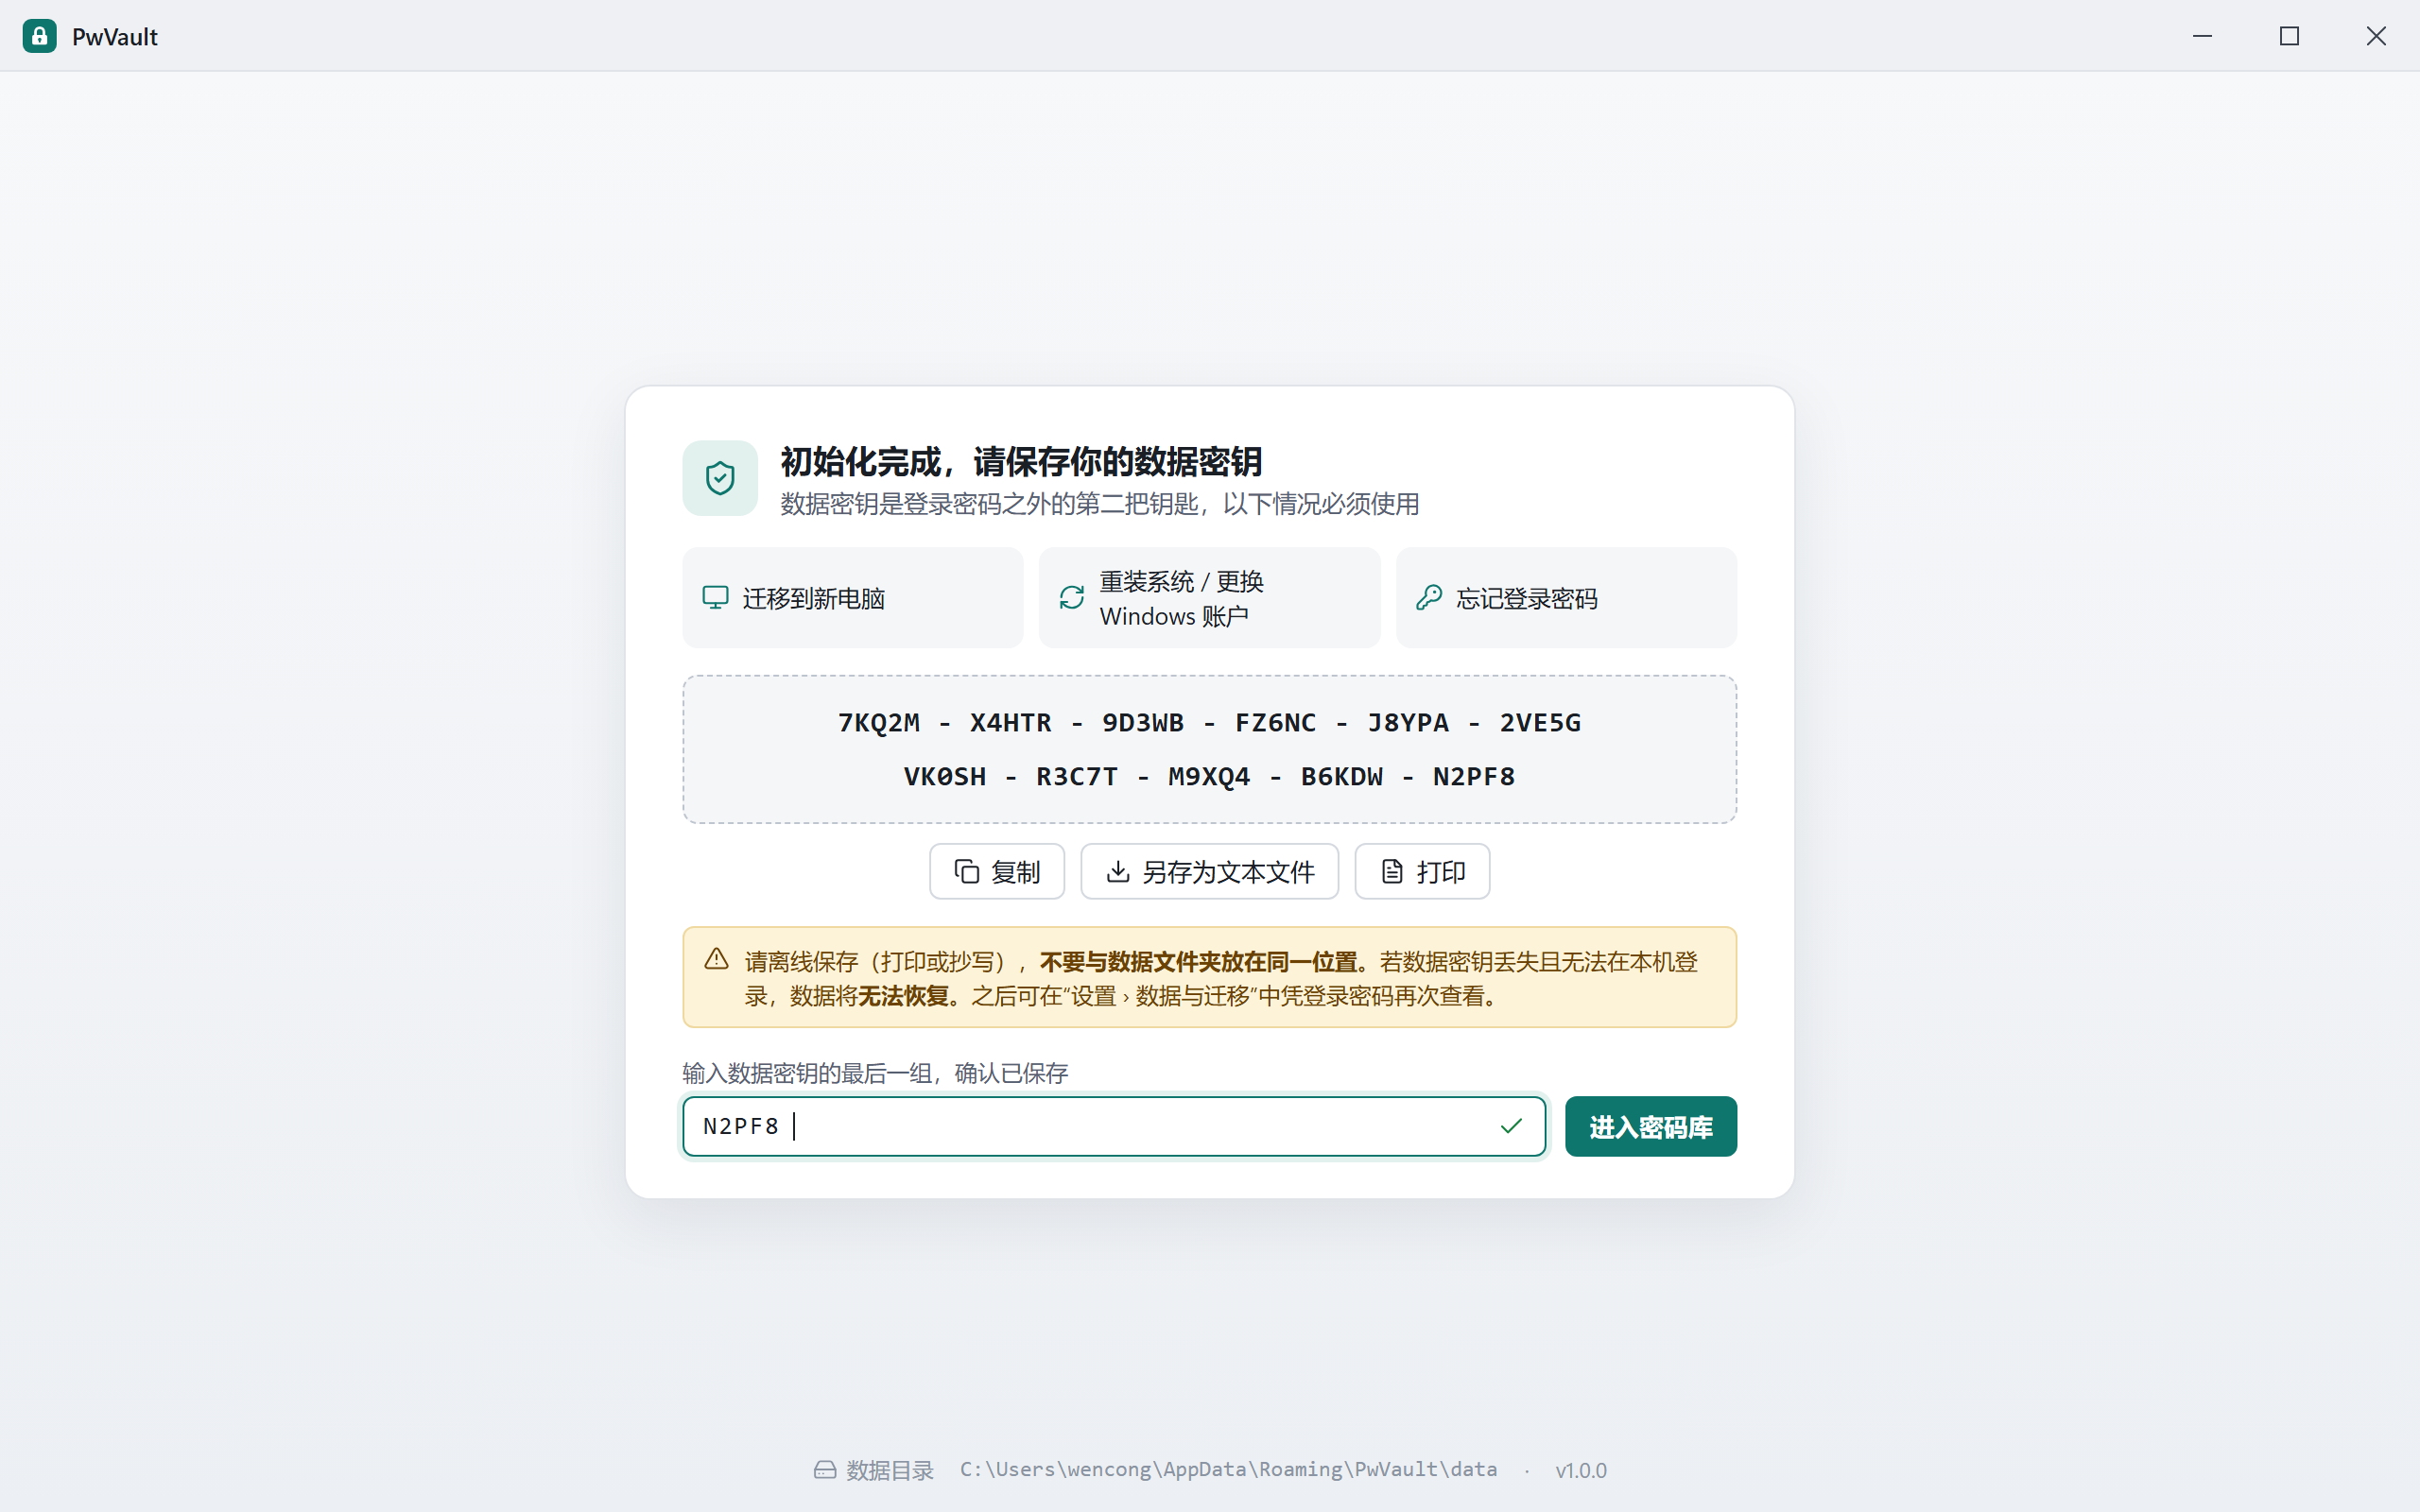 PwVault
初始化完成，请保存你的数据密钥
数据密钥是登录密码之外的第二把钥匙，以下情况必须使用
迁移到新电脑
重装系统 / 更换
Windows 账户
忘记登录密码
7KQ2M - X4HTR - 9D3WB - FZ6NC - J8YPA - 2VE5G
VK0SH - R3C7T - M9XQ4 - B6KDW - N2PF8
复制
另存为文本文件
打印
请离线保存（打印或抄写），不要与数据文件夹放在同一位置。若数据密钥丢失且无法在本机登
录，数据将无法恢复。之后可在“设置 › 数据与迁移”中凭登录密码再次查看。
输入数据密钥的最后一组，确认已保存
N2PF8
进入密码库
数据目录 C:\Users\wencong\AppData\Roaming\PwVault\data · v1.0.0